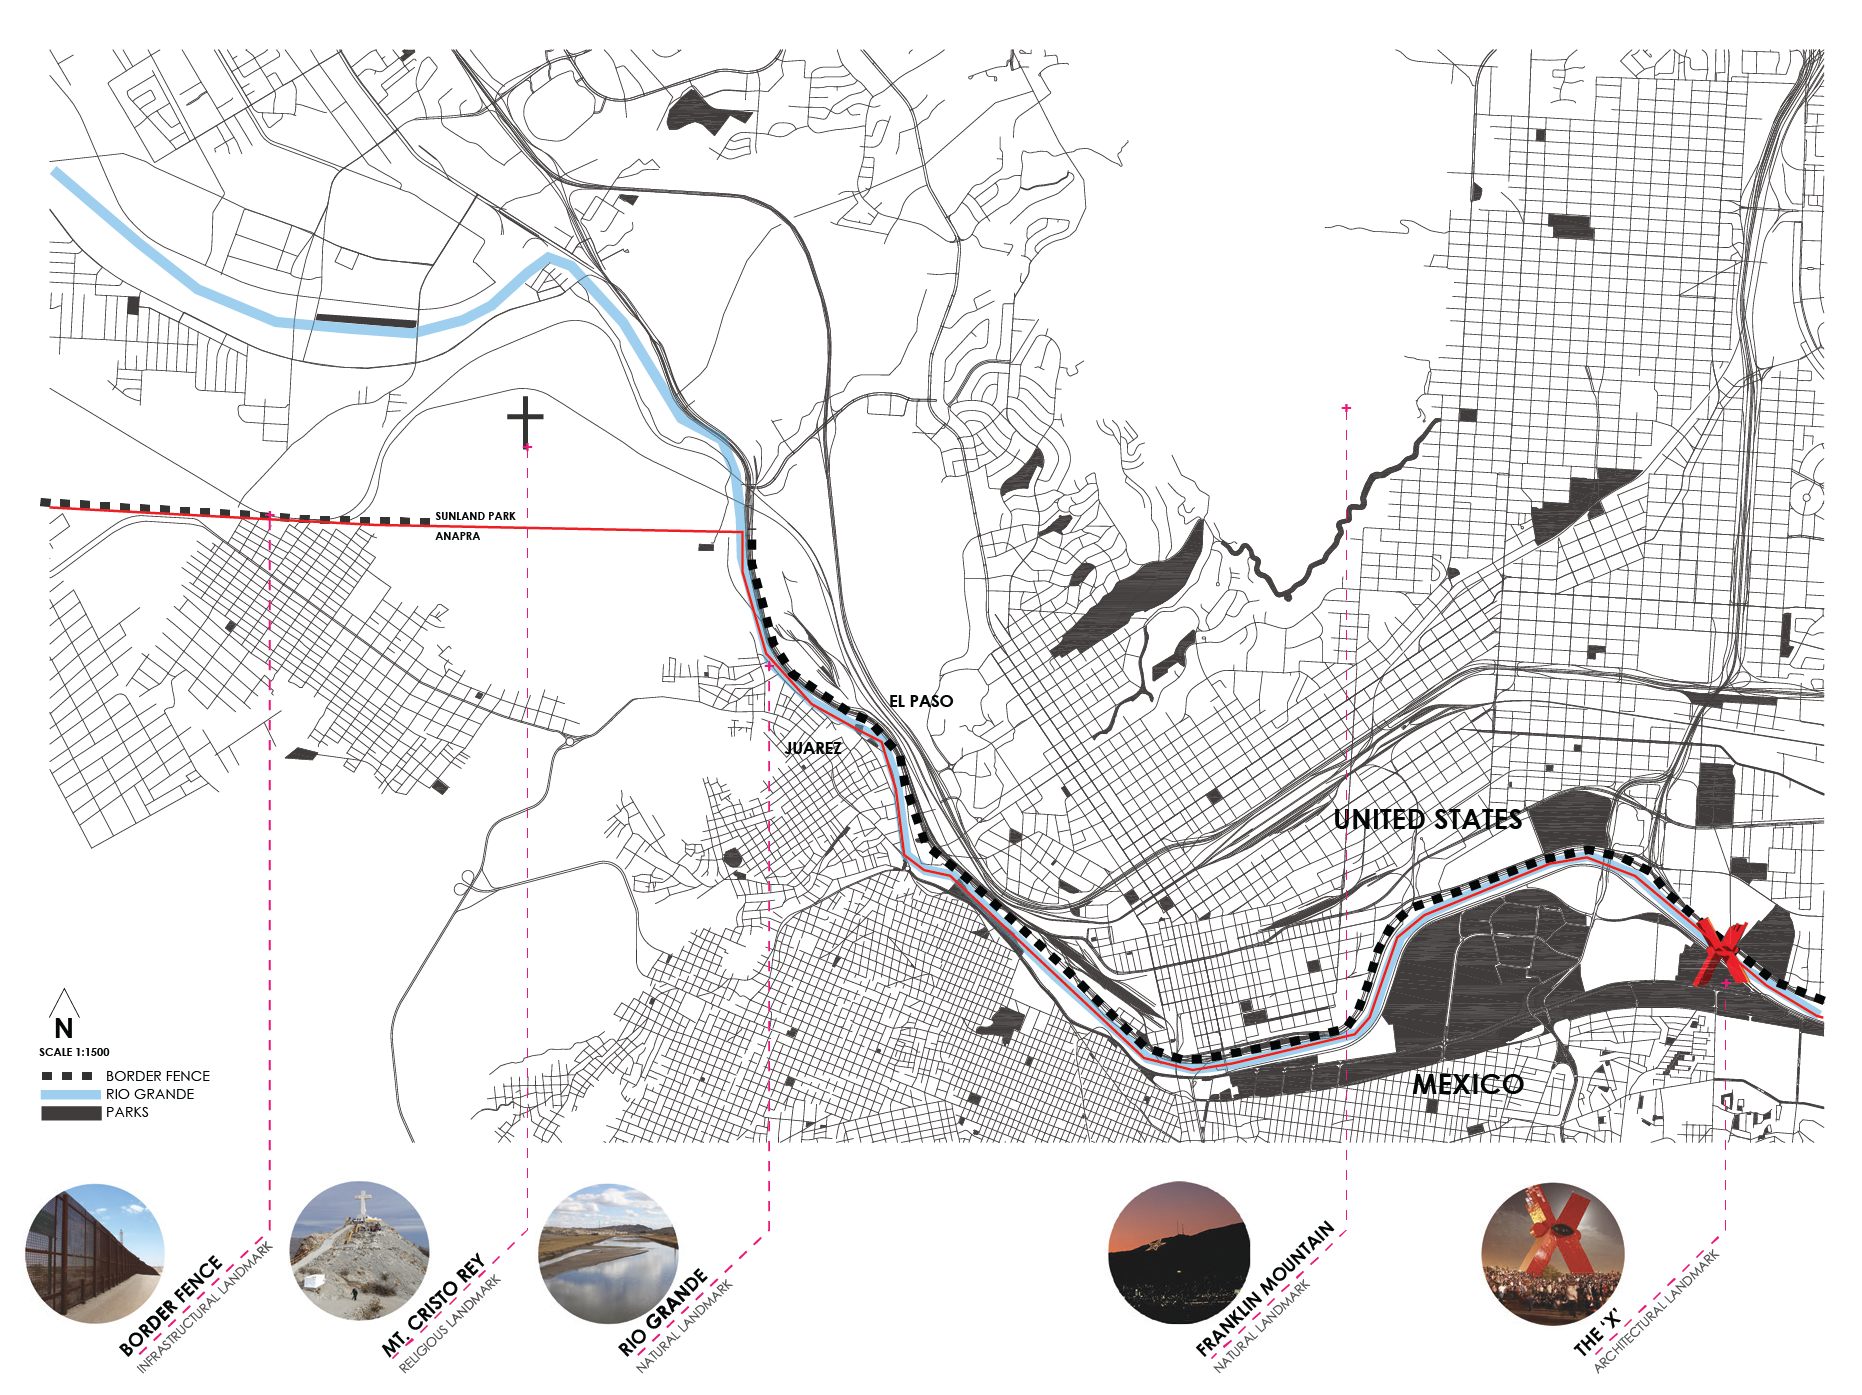 SUNLAND PARK
ANAPRA
EL PASO
JUAREZ
UNITED STATES
MEXICO
N
SCALE 1:1500
BORDER FENCE
RIO GRANDE
PARKS
BORDER FENCE
INFRASTRUCTURAL LANDMARK
MT. CRISTO REY
RELIGIOUS LANDMARK
RIO GRANDE
NATURAL LANDMARK
FRANKLIN MOUNTAIN
NATURAL LANDMARK
THE 'X'
ARCHITECTURAL LANDMARK